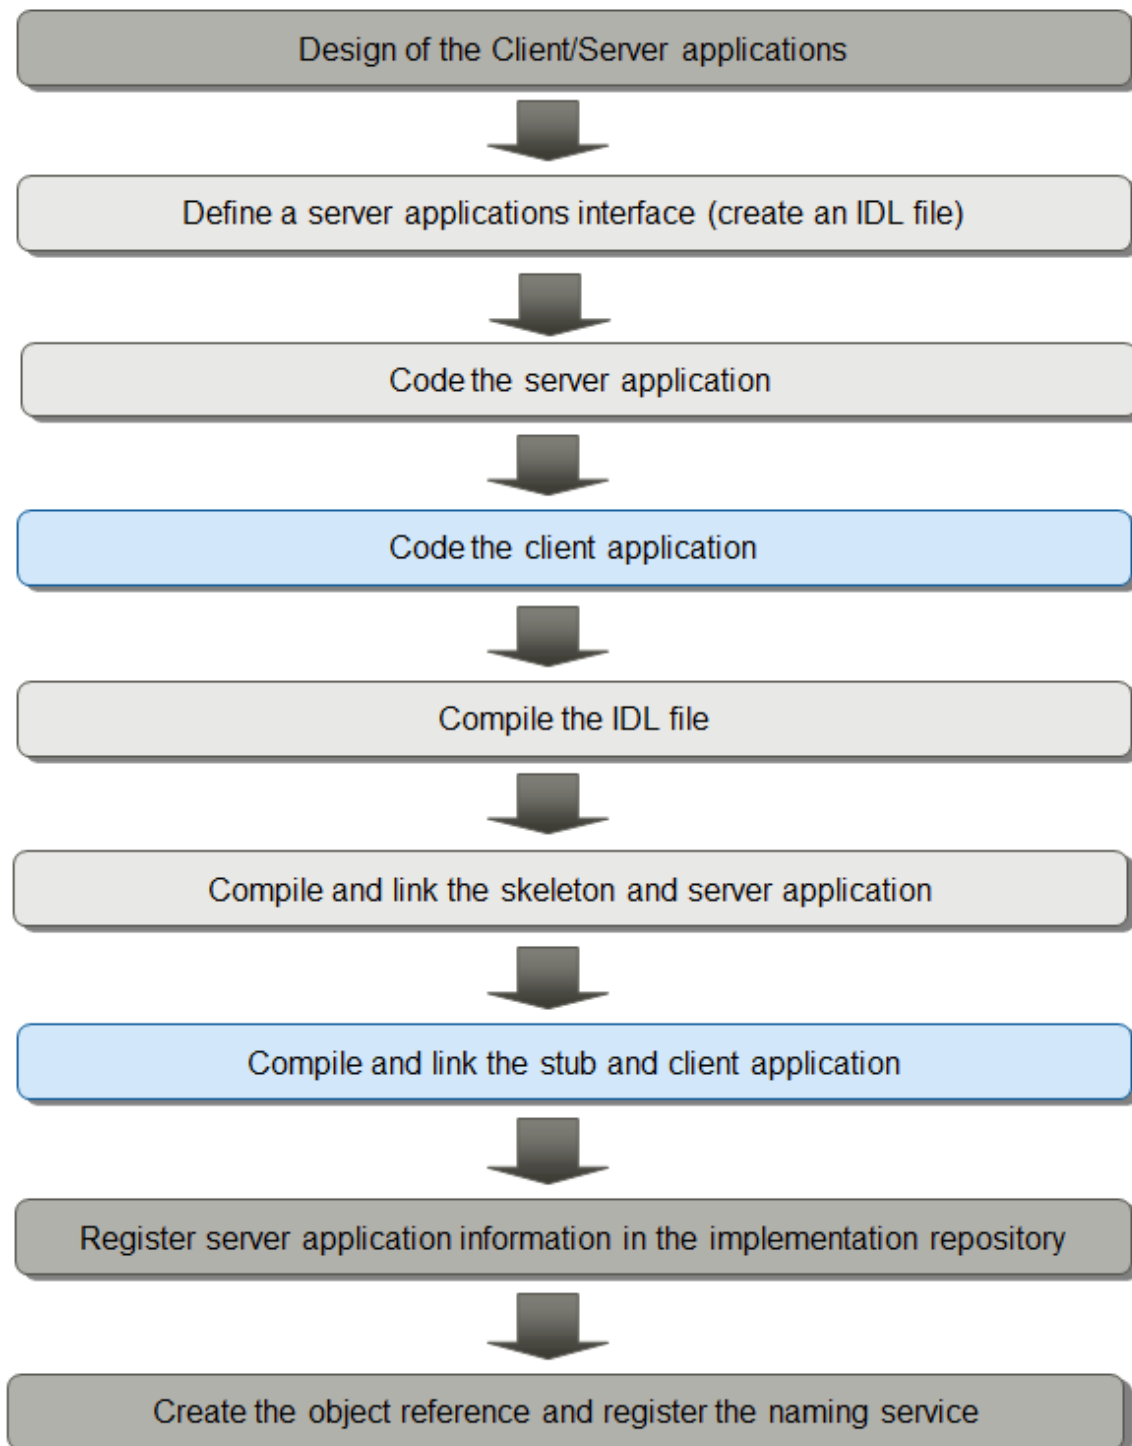 Design of the Client/Server applications
Define a server applications interface (create an IDL file)
Code the server application
Code the client application
Compile the IDL file
Compile and link the skeleton and server application
Compile and link the stub and client application
Register server application information in the implementation repository
Create the object reference and register the naming service